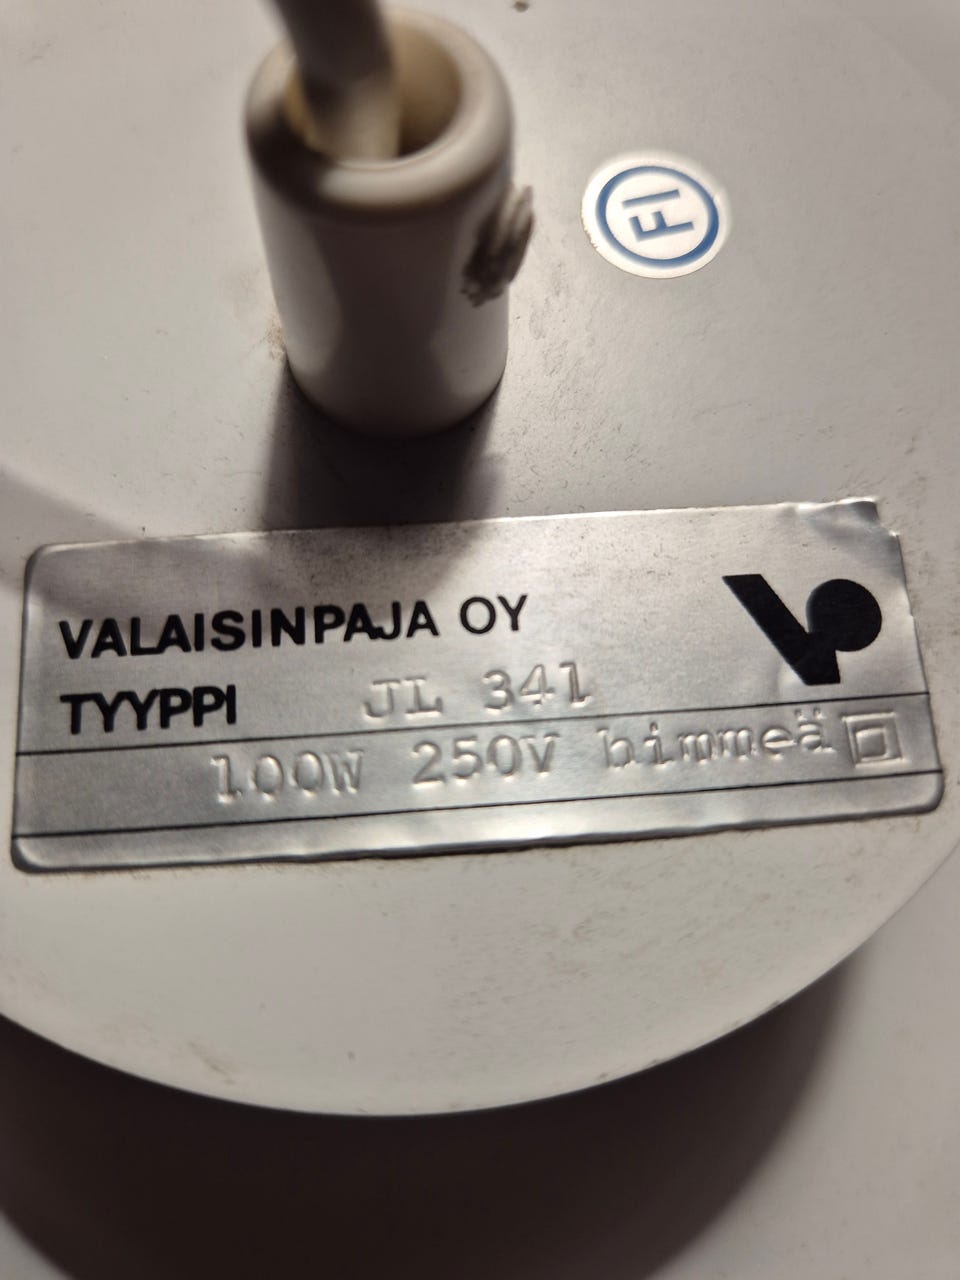 FI
VALAISINPAJA OY
TYYPPI JL 341
100W 250V himmeä